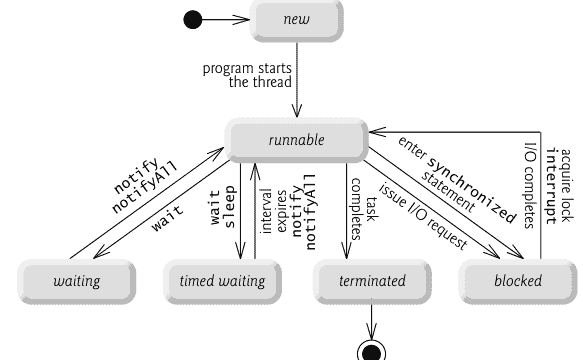 new
program starts
the thread
runnable
notify
notifyAll
wait
wait
sleep
interval
expires
notify
notifyAll
task
completes
enter synchronized
statement
issue I/O request
I/O completes
interrupt
acquire lock
waiting
timed waiting
terminated
blocked